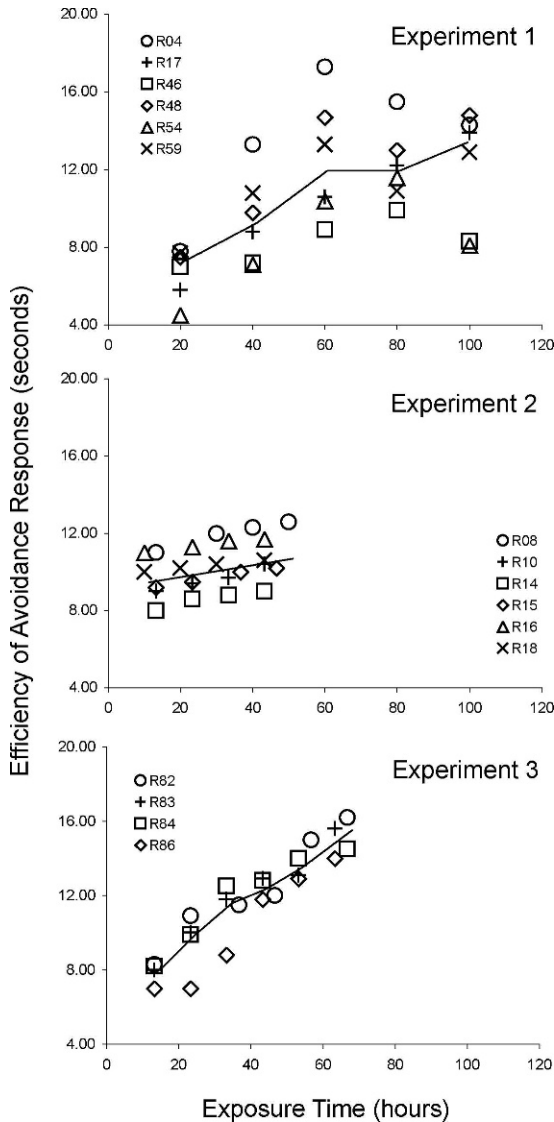 Efficiency of Avoidance Response (seconds)
Experiment 1
20.00
16.00
12.00
8.00
4.00
R04
R17
R46
R48
R54
R59
0 20 40 60 80 100 120
Experiment 2
20.00
16.00
12.00
8.00
4.00
R08
R10
R14
R15
R16
R18
0 20 40 60 80 100 120
Experiment 3
20.00
16.00
12.00
8.00
4.00
R82
R83
R84
R86
0 20 40 60 80 100 120
Exposure Time (hours)